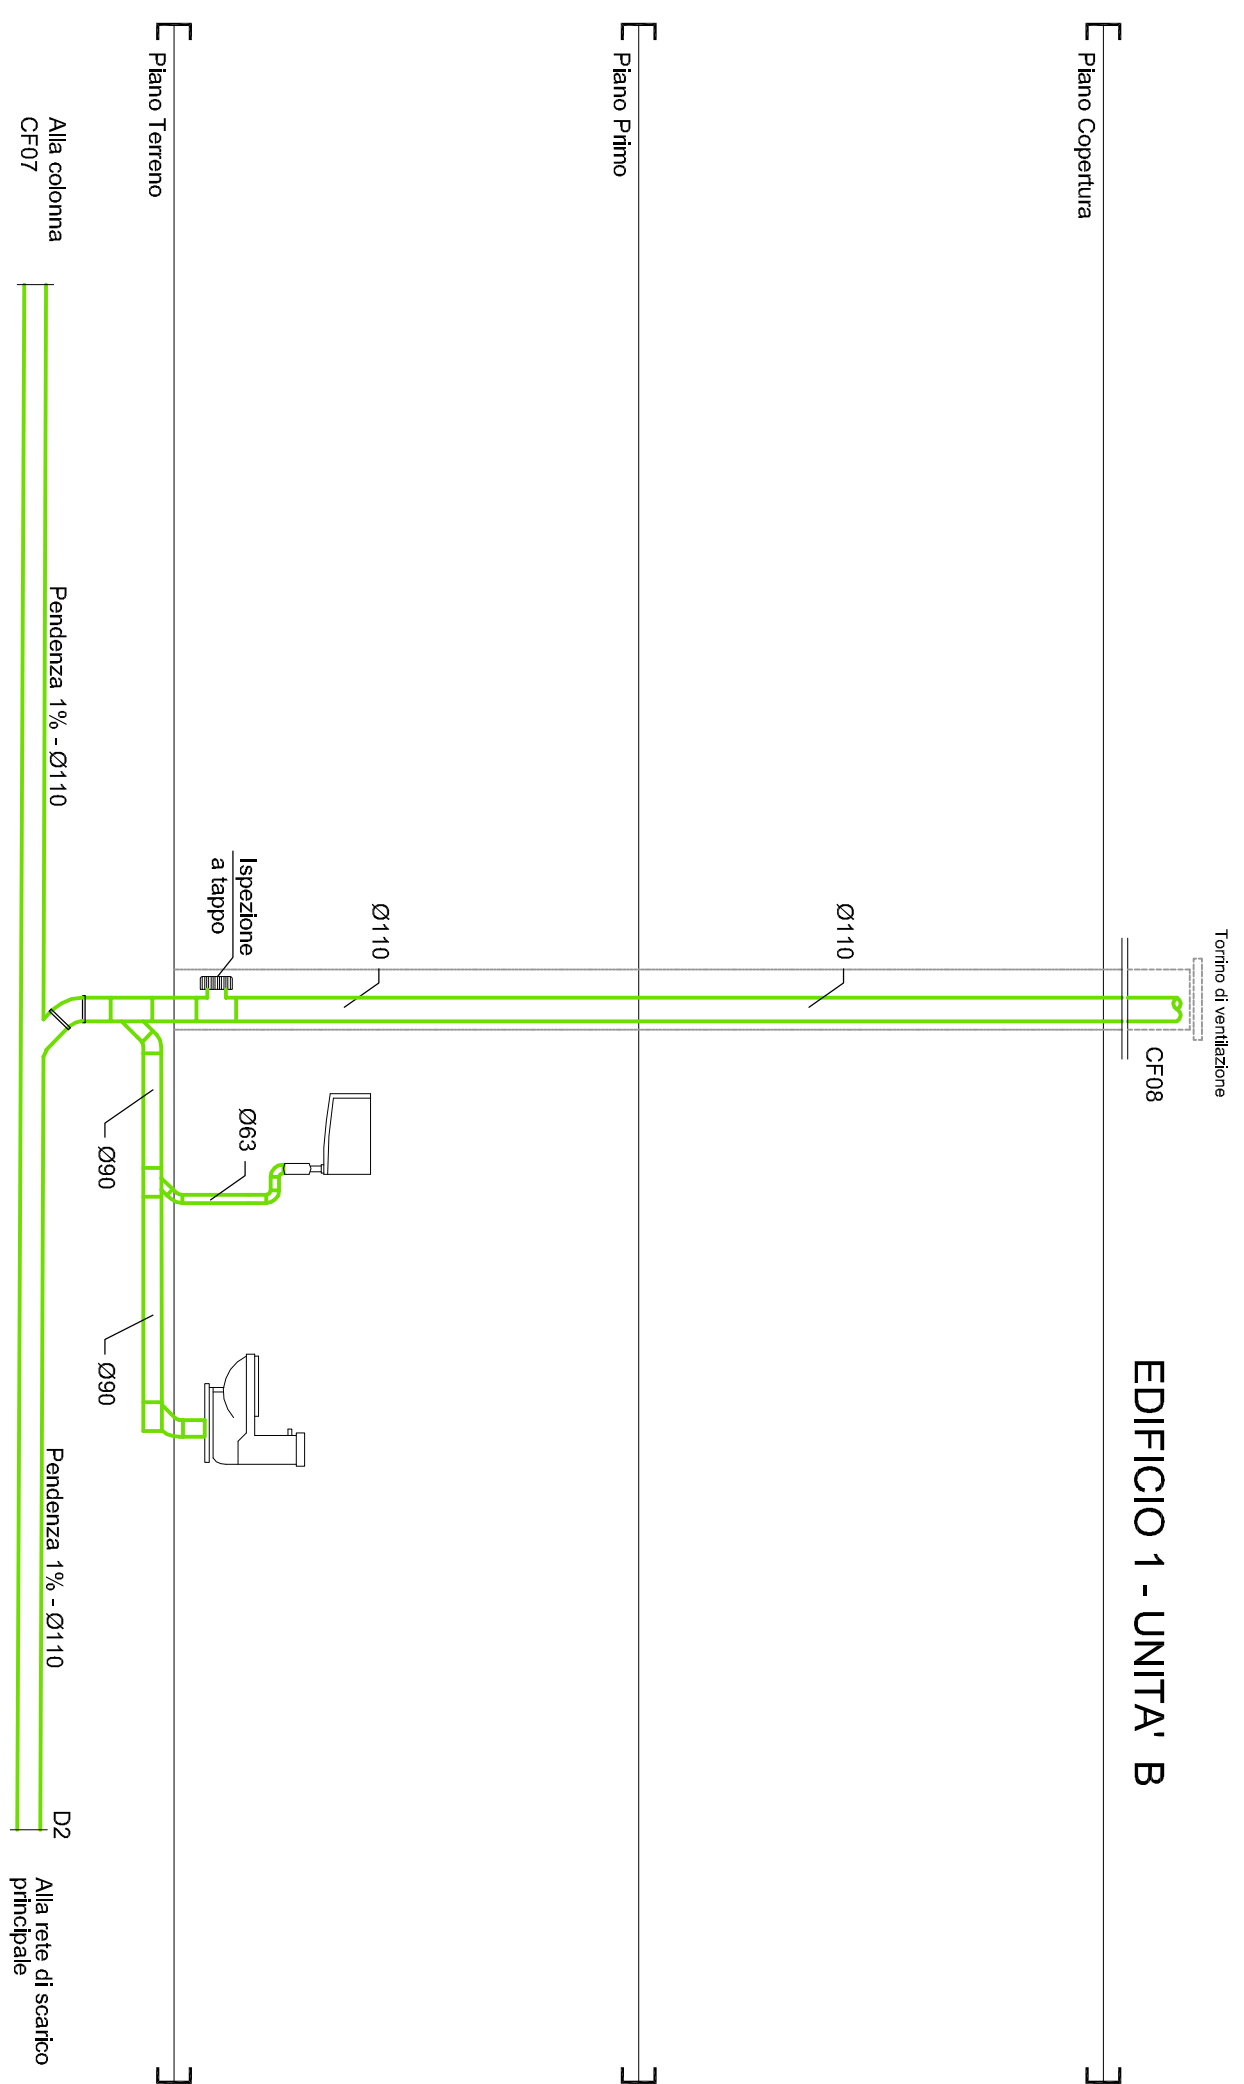 Torrino di ventilazione
CF08
EDIFICIO 1 - UNITA' B
Piano Copertura
Ø110
Piano Primo
Ø110
Ispezione
a tappo
Ø63
Piano Terreno
Ø90
Ø90
Alla colonna
CF07
Pendenza 1% - Ø110
Pendenza 1% - Ø110
D2
Alla rete di scarico
principale